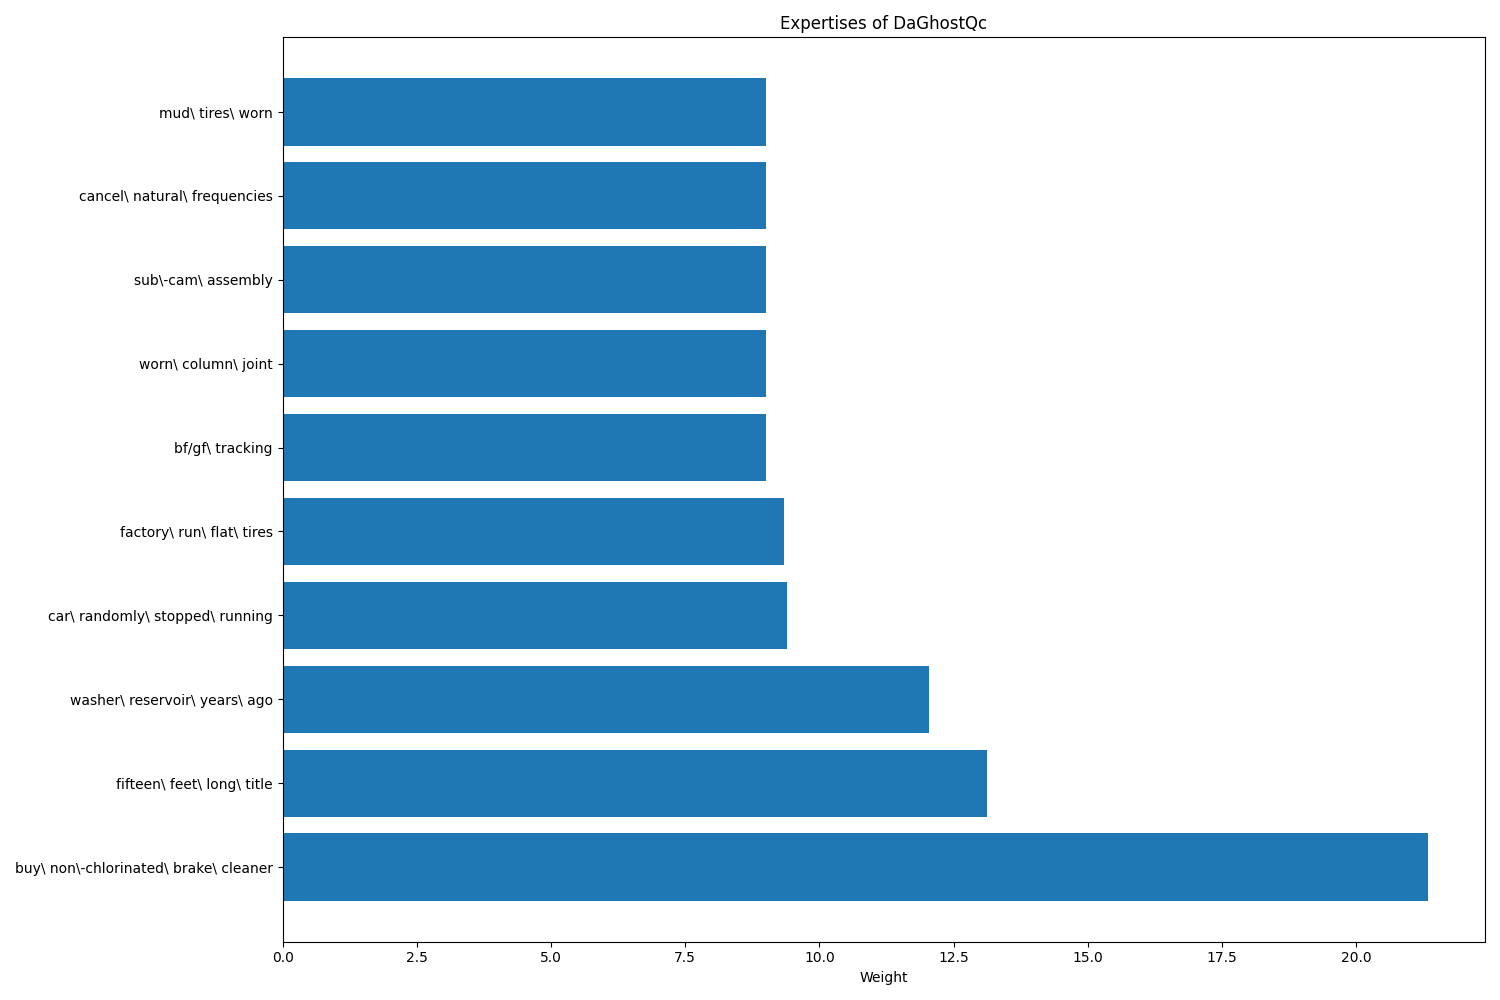 Expertises of DaGhostQc
mud\ tires\ worn
cancel\ natural\ frequencies
sub\-cam\ assembly
worn\ column\ joint
bf/gf\ tracking
factory\ run\ flat\ tires
car\ randomly\ stopped\ running
washer\ reservoir\ years\ ago
fifteen\ feet\ long\ title
buy\ non\-chlorinated\ brake\ cleaner
0.0 2.5 5.0 7.5 10.0 12.5 15.0 17.5 20.0
Weight